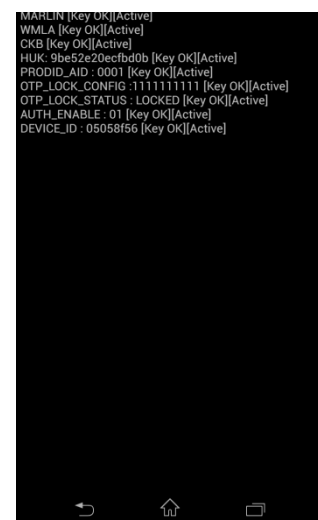 MARLIN [Key OK][Active]
WMLA [Key OK][Active]
CKB [Key OK][Active]
HUK: 9be52e20ecfbd0b [Key OK][Active]
PRODID_AID : 0001 [Key OK][Active]
OTP_LOCK_CONFIG :1111111111 [Key OK][Active]
OTP_LOCK_STATUS : LOCKED [Key OK][Active]
AUTH_ENABLE : 01 [Key OK][Active]
DEVICE_ID : 05058f56 [Key OK][Active]